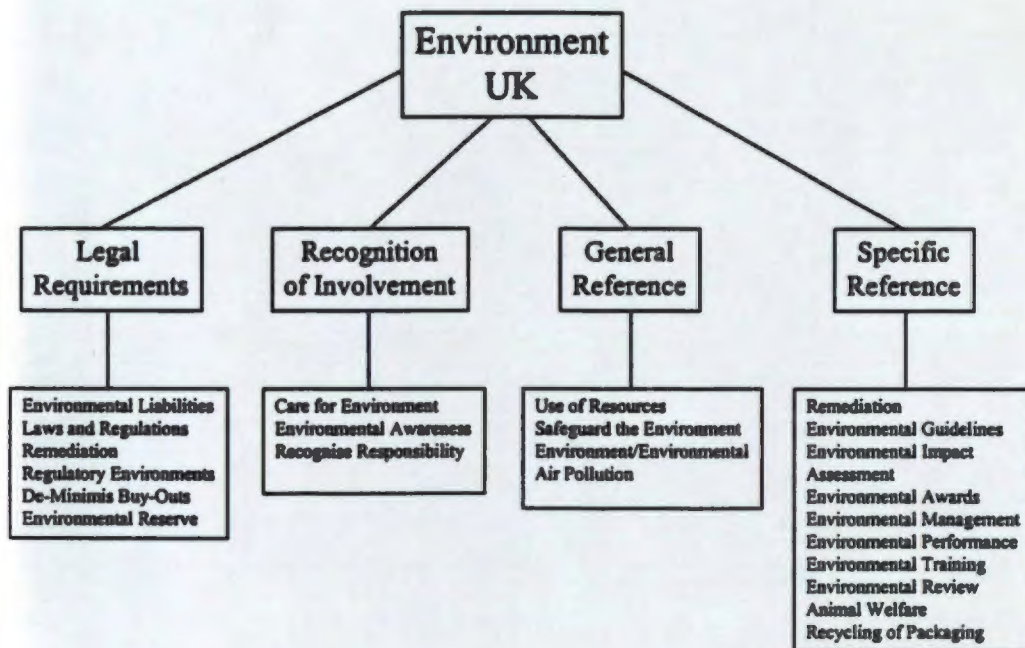 Environment
UK
Legal
Requirements
Recognition
of Involvement
General
Reference
Specific
Reference
Environmental Liabilities
Laws and Regulations
Remediation
Regulatory Environments
De-Minimis Buy-Outs
Environmental Reserve
Care for Environment
Environmental Awareness
Recognise Responsibility
Use of Resources
Safeguard the Environment
Environment/Environmental
Air Pollution
Remediation
Environmental Guidelines
Environmental Impact
Assessment
Environmental Awards
Environmental Management
Environmental Performance
Environmental Training
Environmental Review
Animal Welfare
Recycling of Packaging